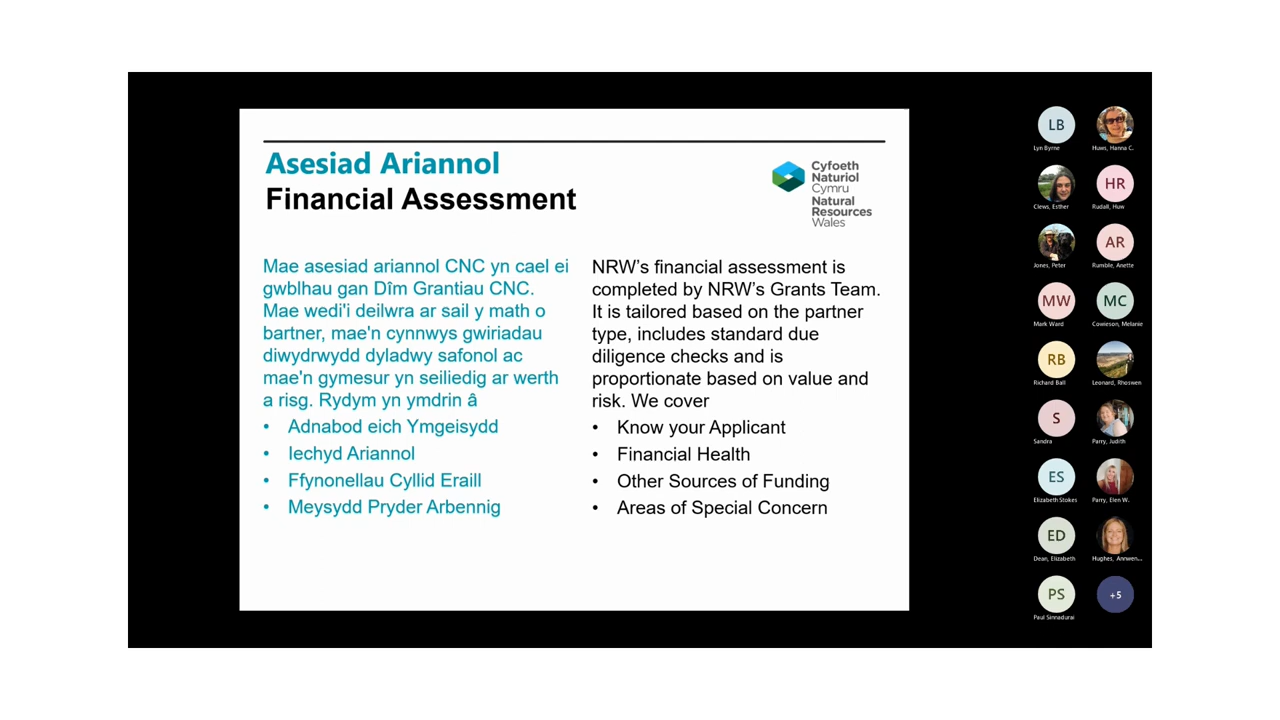 Asesiad Ariannol
Financial Assessment
Cyfoeth
Naturiol
Cymru
Natural
Resources
Wales
Mae asesiad ariannol CNC yn cael ei
gwblhau gan Dîm Grantiau CNC.
Mae wedi'i deilwra ar sail y math o
bartner, mae'n cynnwys gwiriadau
diwydrwydd dyladwy safonol ac
mae'n gymesur yn seiliedig ar werth
a risg. Rydym yn ymdrin â
• Adnabod eich Ymgeisydd
• Iechyd Ariannol
• Ffynonellau Cyllid Eraill
• Meysydd Pryder Arbennig
NRW’s financial assessment is
completed by NRW’s Grants Team.
It is tailored based on the partner
type, includes standard due
diligence checks and is
proportionate based on value and
risk. We cover
• Know your Applicant
• Financial Health
• Other Sources of Funding
• Areas of Special Concern
LB
Lyn Byrne
Huws, Hanna C.
Clews, Esther
HR
Rudall, Huw
Jones, Peter
AR
Rumble, Anette
MW
Mark Ward
MC
Cowieson, Melanie
RB
Richard Ball
Leonard, Rhoswen
S
Sandra
Parry, Judith
ES
Elizabeth Stokes
Parry, Elen W.
ED
Dean, Elizabeth
Hughes, Annwen...
PS
Paul Sinnadurai
+5